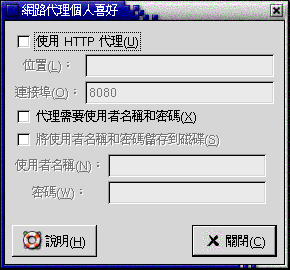 網路代理個人喜好
使用 HTTP 代理(U)
位置(L)：
連接埠(O)： 8080
代理需要使用者名稱和密碼(X)
將使用者名稱和密碼儲存到磁碟(S)
使用者名稱(N)：
密碼(W)：
說明(H) 關閉(C)